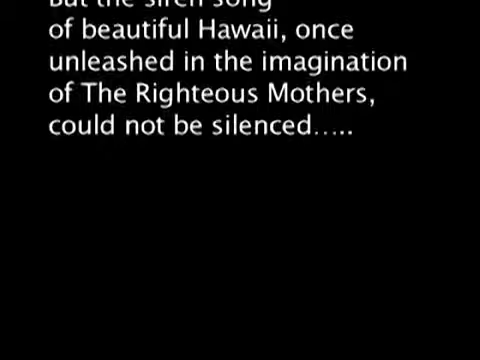 But the siren song
of beautiful Hawaii, once
unleashed in the imagination
of The Righteous Mothers,
could not be silenced…..